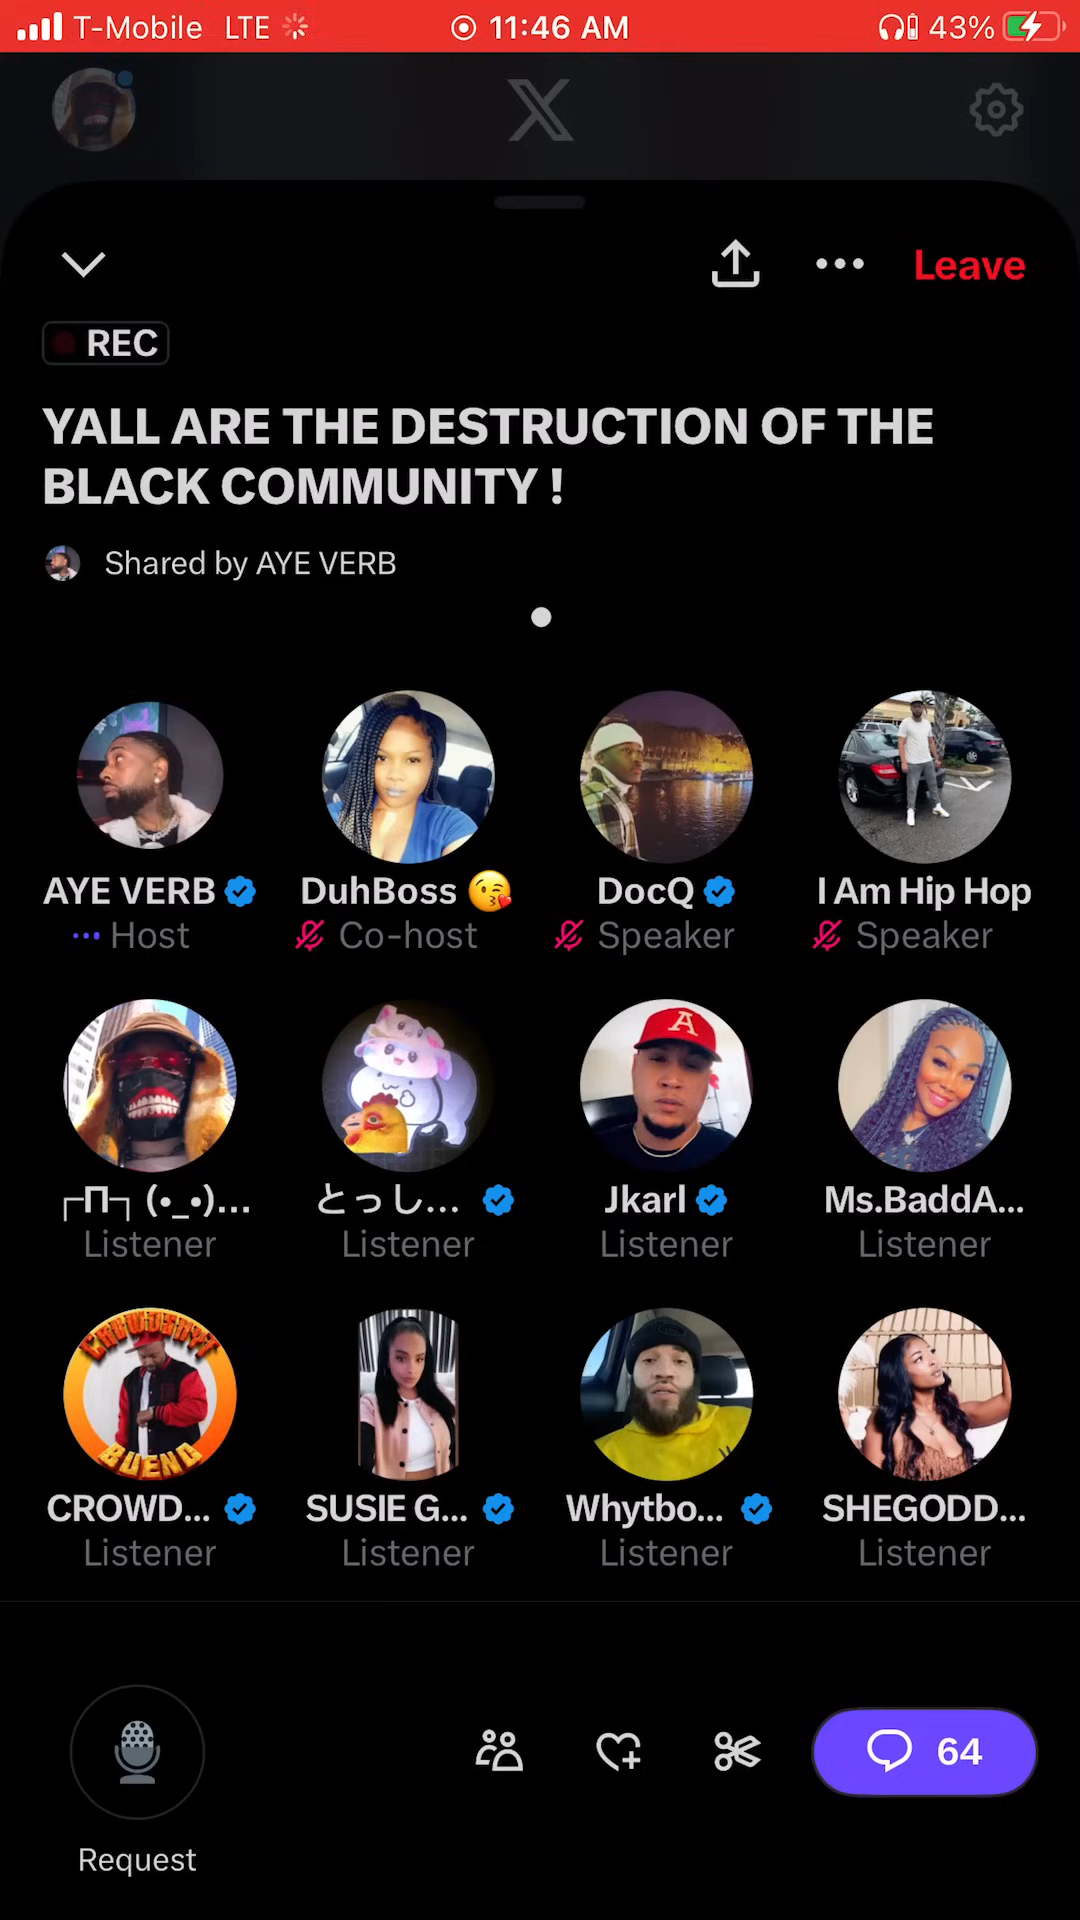 T-Mobile LTE 11:46 AM 43%
Leave
REC
YALL ARE THE DESTRUCTION OF THE
BLACK COMMUNITY !
Shared by AYE VERB
AYE VERB DuhBoss 😘 DocQ I Am Hip Hop
Host Co-host Speaker Speaker
A
┌П┐ (•_•)... とっし... Jkarl Ms.BaddA...
Listener Listener Listener Listener
BUENO
CROWD... SUSIE G... Whytbo... SHEGODD...
Listener Listener Listener Listener
64
Request